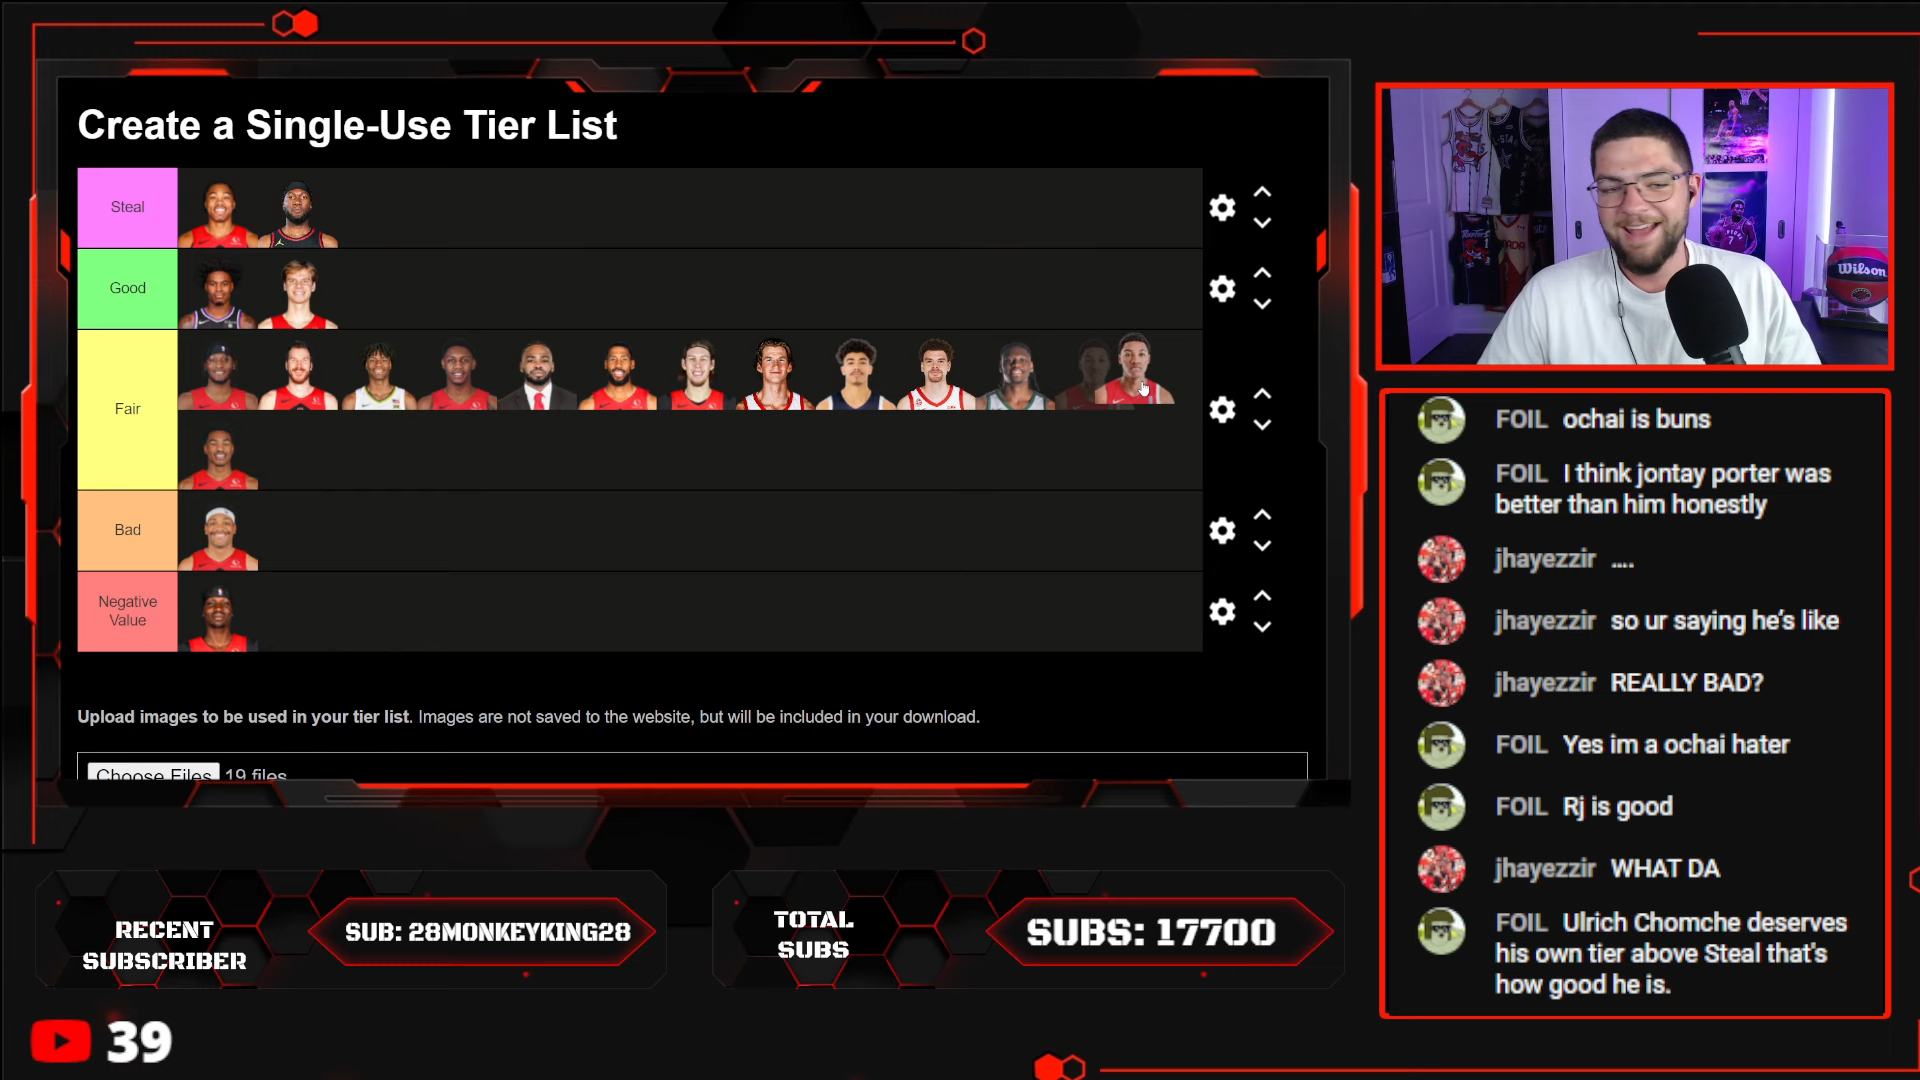 Create a Single-Use Tier List
Steal
Good
Fair
Bad
Negative
Value
Upload images to be used in your tier list. Images are not saved to the website, but will be included in your download.
Choose Files 19 files
Wilson
FOIL ochai is buns
FOIL I think jontay porter was
better than him honestly
jhayezzir ....
jhayezzir so ur saying he's like
jhayezzir REALLY BAD?
FOIL Yes im a ochai hater
FOIL Rj is good
jhayezzir WHAT DA
FOIL Ulrich Chomche deserves
his own tier above Steal that's
how good he is.
RECENT
SUBSCRIBER
SUB: 28MONKEYKING28
TOTAL
SUBS
SUBS: 17700
39